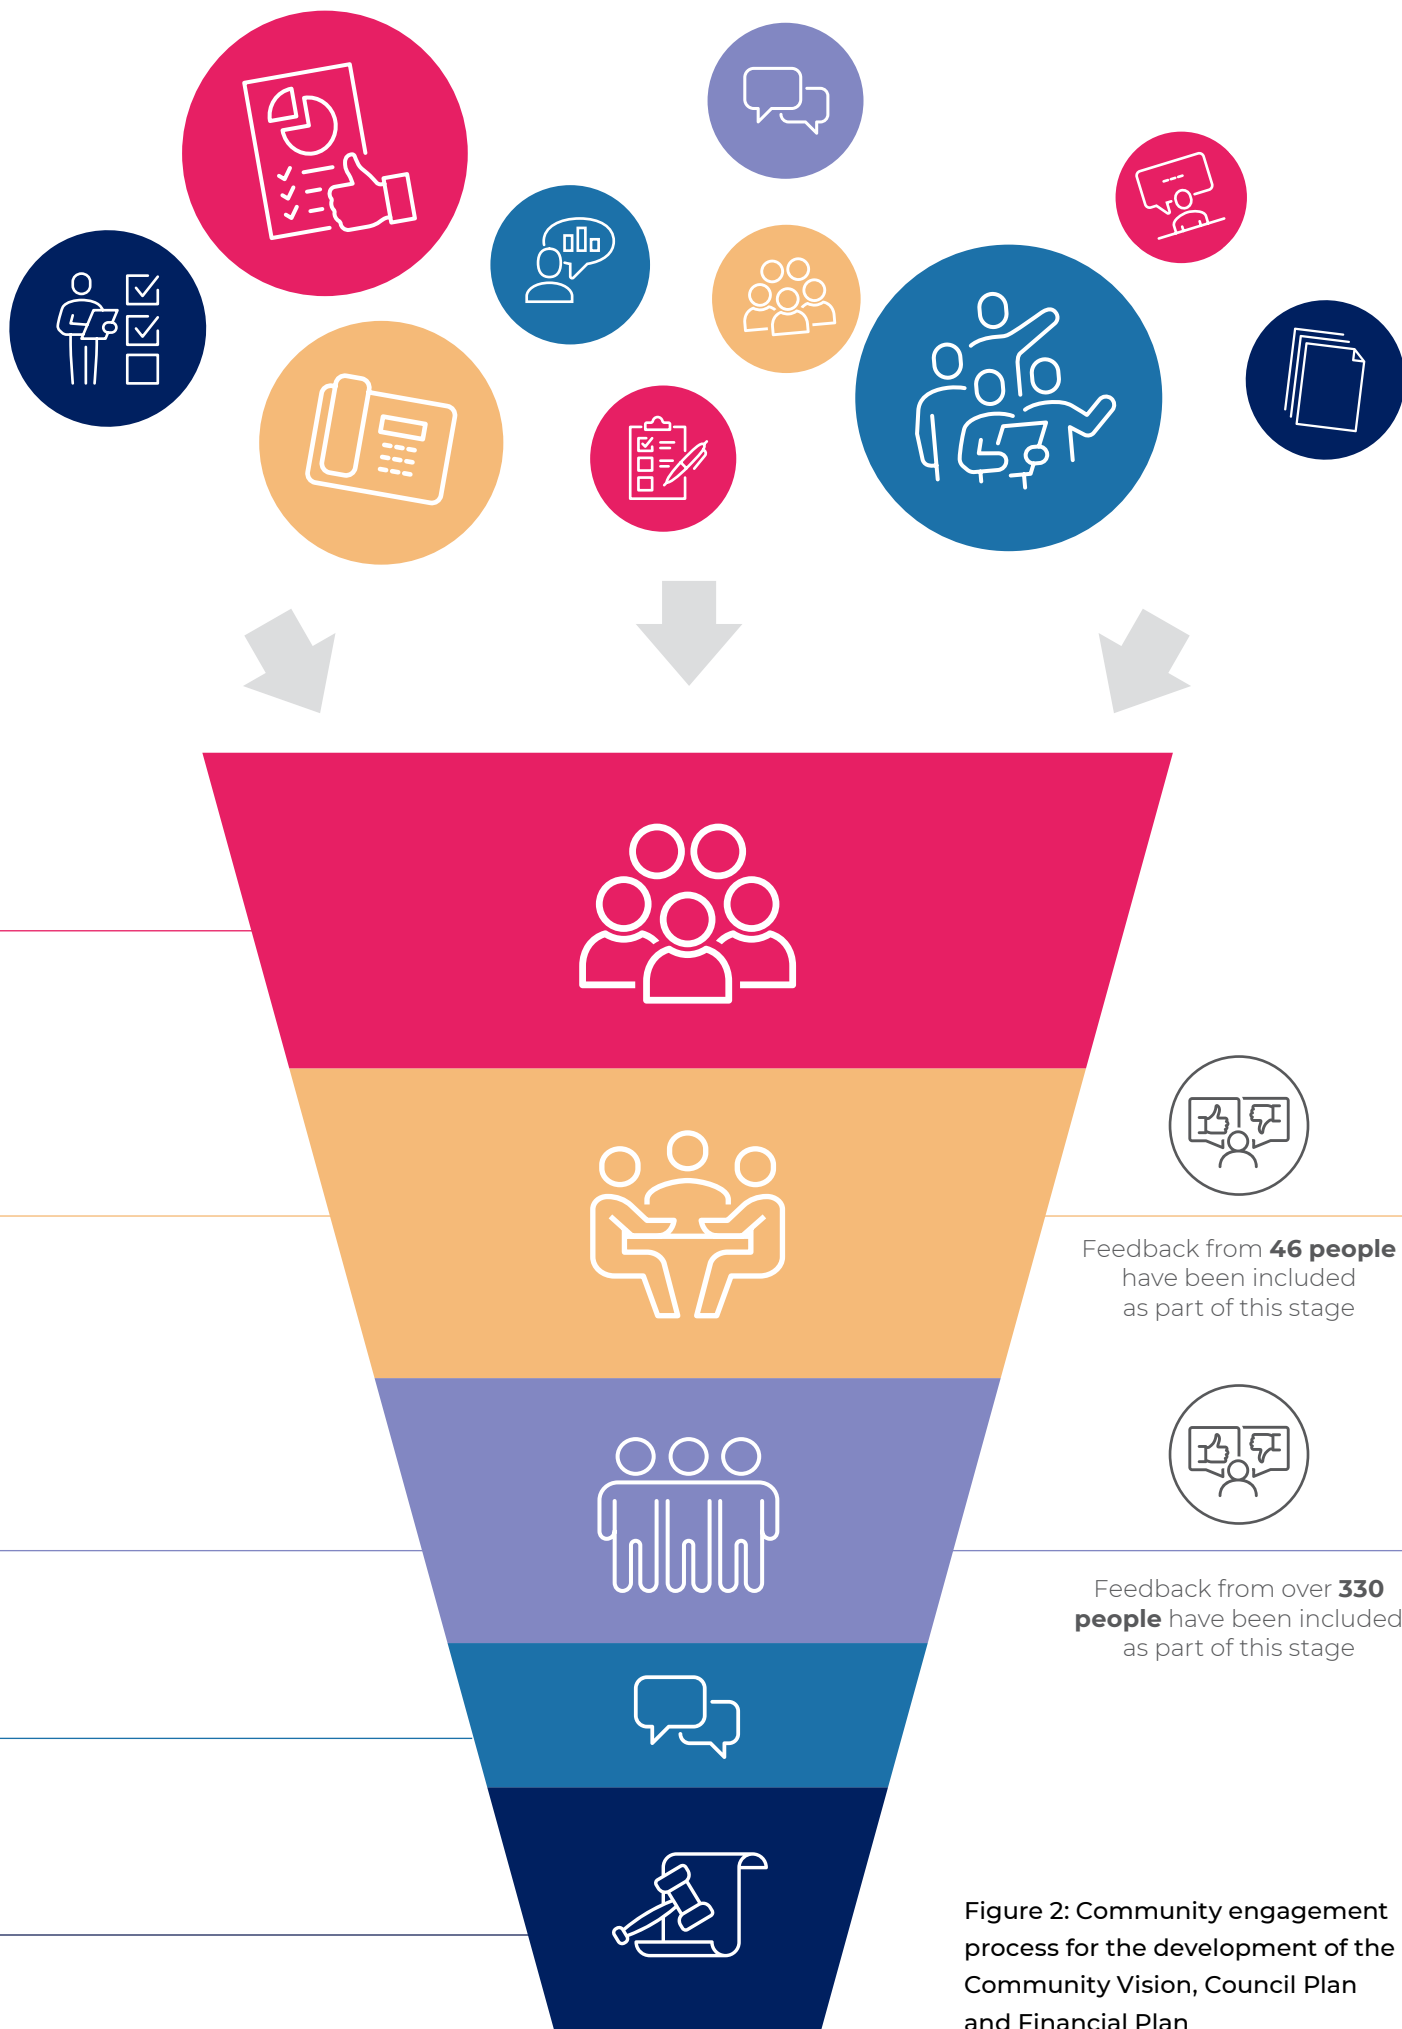 Feedback from 46 people
have been included
as part of this stage
Feedback from over 330
people have been included
as part of this stage
Figure 2: Community engagement
process for the development of the
Community Vision, Council Plan
and Financial Plan